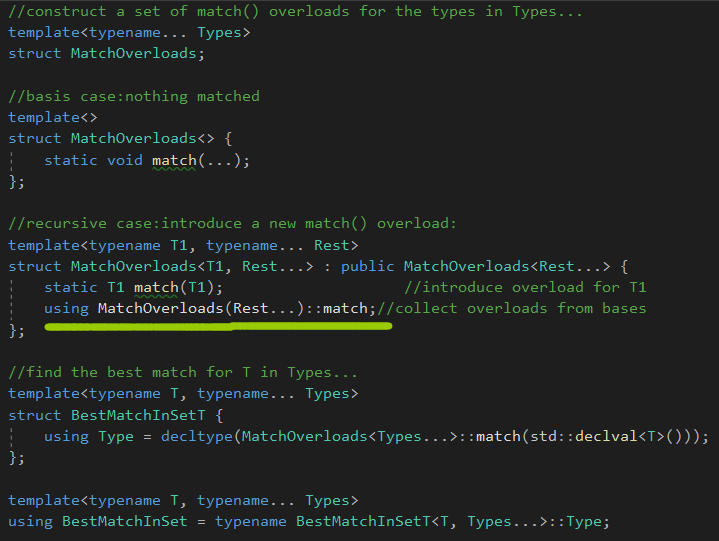 //construct a set of match() overloads for the types in Types...
template<typename... Types>
struct MatchOverloads;
//basis case:nothing matched
template<>
struct MatchOverloads<> {
static void match(...);
};
//recursive case:introduce a new match() overload:
template<typename T1, typename... Rest>
struct MatchOverloads<T1, Rest...> : public MatchOverloads<Rest...> {
static T1 match(T1); //introduce overload for T1
using MatchOverloads(Rest...)::match;//collect overloads from bases
};
//find the best match for T in Types...
template<typename T, typename... Types>
struct BestMatchInSetT {
using Type = decltype(MatchOverloads<Types...>::match(std::declval<T>()));
};
template<typename T, typename... Types>
using BestMatchInSet = typename BestMatchInSetT<T, Types...>::Type;